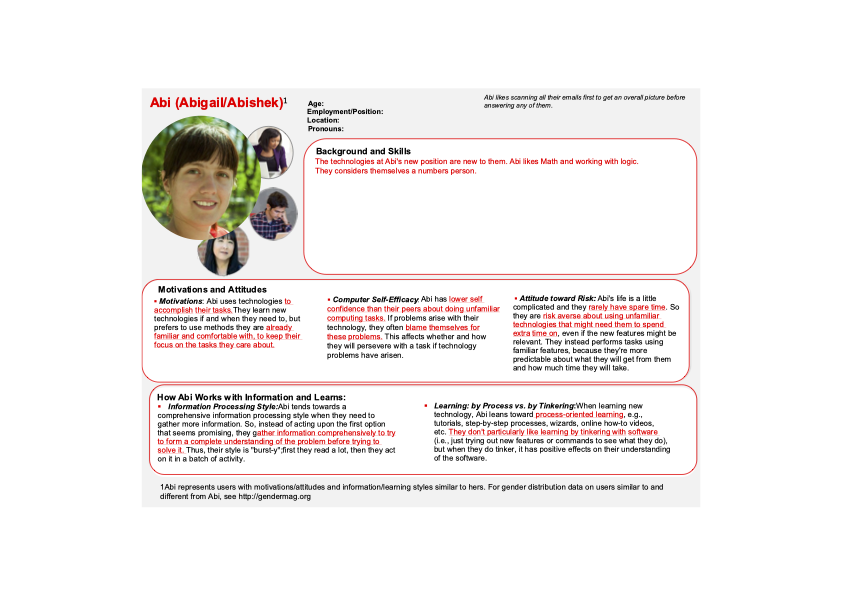 Abi (Abigail/Abishek)1
Age:
Employment/Position:
Location:
Pronouns:
Abi likes scanning all their emails first to get an overall picture before
answering any of them.
Background and Skills
The technologies at Abi's new position are new to them. Abi likes Math and working with logic.
They considers themselves a numbers person.
Motivations and Attitudes
▪ Motivations: Abi uses technologies to
accomplish their tasks.They learn new
technologies if and when they need to, but
prefers to use methods they are already
familiar and comfortable with, to keep their
focus on the tasks they care about.
▪ Computer Self-Efficacy: Abi has lower self
confidence than their peers about doing unfamiliar
computing tasks. If problems arise with their
technology, they often blame themselves for
these problems. This affects whether and how
they will persevere with a task if technology
problems have arisen.
▪ Attitude toward Risk: Abi's life is a little
complicated and they rarely have spare time. So
they are risk averse about using unfamiliar
technologies that might need them to spend
extra time on, even if the new features might be
relevant. They instead performs tasks using
familiar features, because they're more
predictable about what they will get from them
and how much time they will take.
How Abi Works with Information and Learns:
▪ Information Processing Style:Abi tends towards a
comprehensive information processing style when they need to
gather more information. So, instead of acting upon the first option
that seems promising, they gather information comprehensively to try
to form a complete understanding of the problem before trying to
solve it. Thus, their style is "burst-y";first they read a lot, then they act
on it in a batch of activity.
▪ Learning: by Process vs. by Tinkering:When learning new
technology, Abi leans toward process-oriented learning, e.g.,
tutorials, step-by-step processes, wizards, online how-to videos,
etc. They don't particularly like learning by tinkering with software
(i.e., just trying out new features or commands to see what they do),
but when they do tinker, it has positive effects on their understanding
of the software.
1Abi represents users with motivations/attitudes and information/learning styles similar to hers. For gender distribution data on users similar to and
different from Abi, see http://gendermag.org